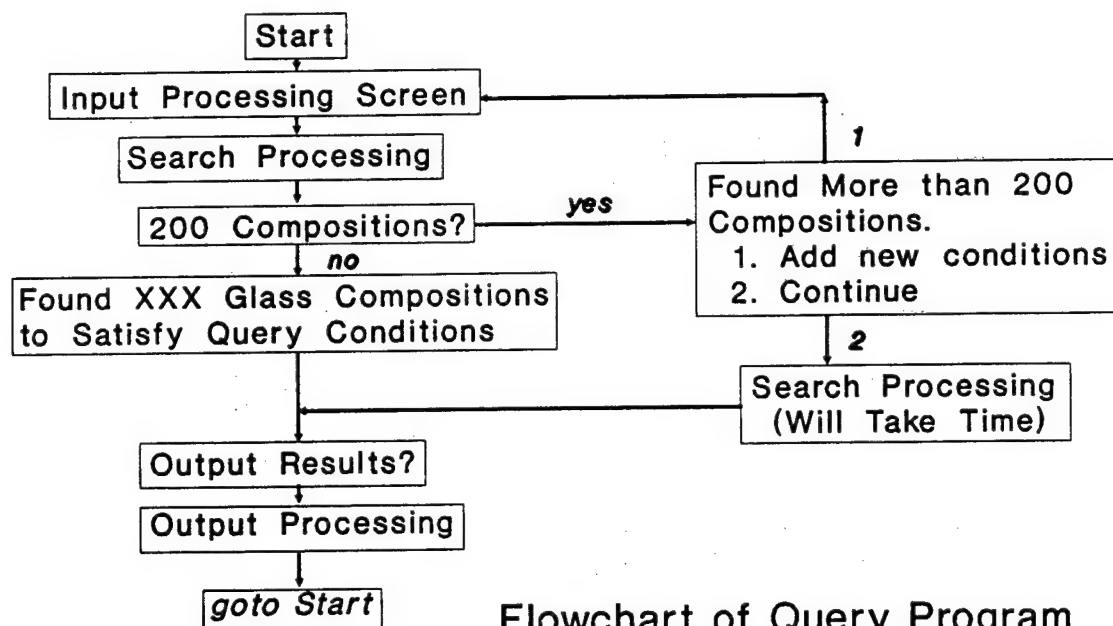 Start
Input Processing Screen
Search Processing
200 Compositions?
yes
no
1
Found More than 200
Compositions.
1. Add new conditions
2. Continue
2
Found XXX Glass Compositions
to Satisfy Query Conditions
Search Processing
(Will Take Time)
Output Results?
Output Processing
goto Start
Flowchart of Query Program